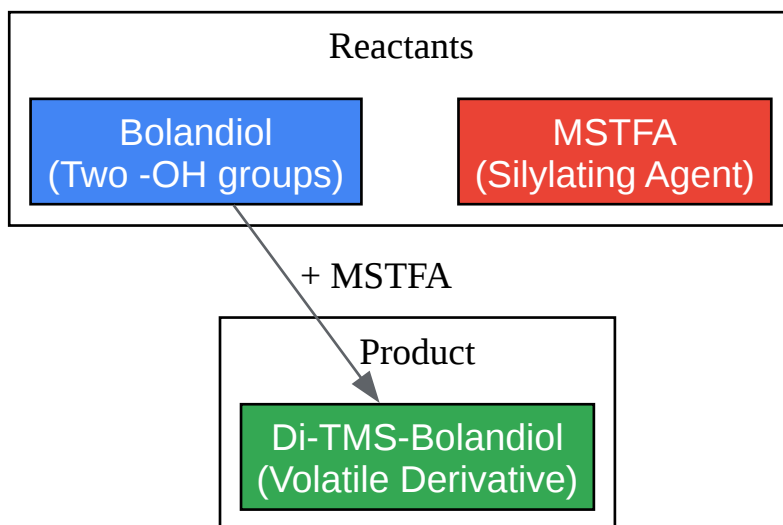 Reactants
Bolandiol
(Two -OH groups)
MSTFA
(Silylating Agent)
+ MSTFA
Product
Di-TMS-Bolandiol
(Volatile Derivative)